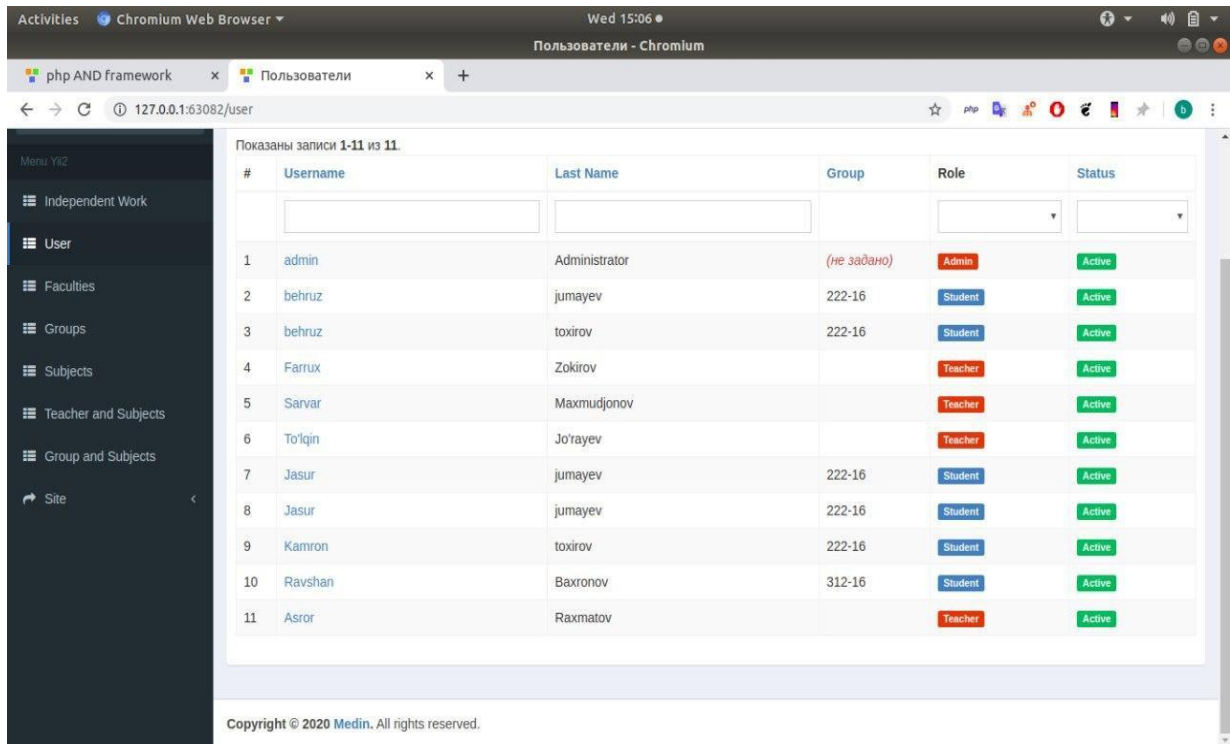 Activities Chromium Web Browser Wed 15:06
Пользователи - Chromium
php AND framework Пользователи
127.0.0.1:63082/user php b
Menu Yii2
Independent Work
User
Faculties
Groups
Subjects
Teacher and Subjects
Group and Subjects
Site
Показаны записи 1-11 из 11.
# Username Last Name Group Role Status
1 admin Administrator (не задано) Admin Active
2 behruz jumayev 222-16 Student Active
3 behruz toxirov 222-16 Student Active
4 Farrux Zokirov Teacher Active
5 Sarvar Maxmudjonov Teacher Active
6 To'lqin Jo'rayev Teacher Active
7 Jasur jumayev 222-16 Student Active
8 Jasur jumayev 222-16 Student Active
9 Kamron toxirov 222-16 Student Active
10 Ravshan Baxronov 312-16 Student Active
11 Asror Raxmatov Teacher Active
Copyright © 2020 Medin. All rights reserved.